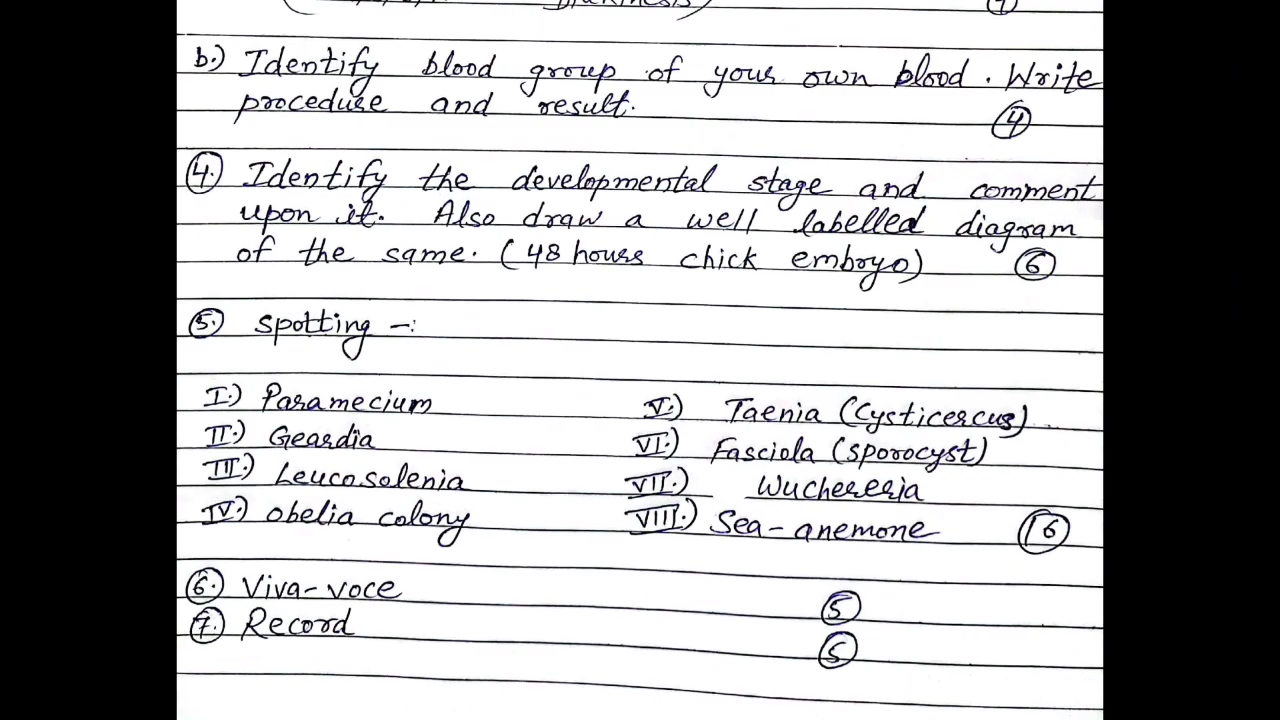 Diakinesis)
b.) Identify blood group of your own blood. Write
procedure and result. 4
4. Identify the developmental stage and comment
upon it. Also draw a well labelled diagram
of the same. (48 hours chick embryo) 6
5. Spotting -:
I.) Paramecium V.) Taenia (Cysticercus)
II.) Geardia VI.) Fasciola (sporocyst)
III.) Leucosolenia VII.) Wuchereria
IV.) Obelia colony VIII.) Sea-anemone 16
6. Viva-voce 5
7. Record 5